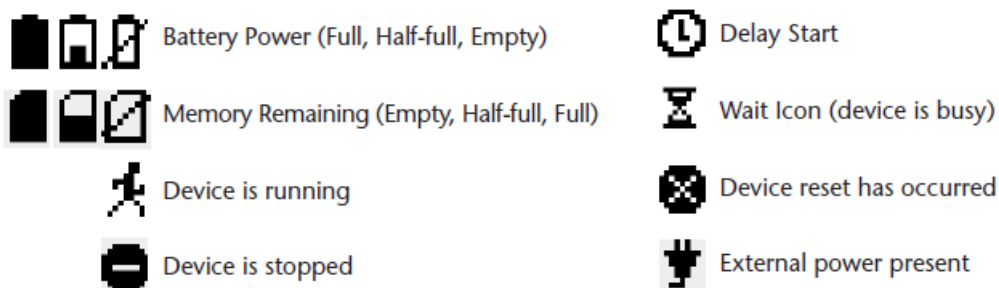 Battery Power (Full, Half-full, Empty)
Memory Remaining (Empty, Half-full, Full)
Device is running
Device is stopped
Delay Start
Wait Icon (device is busy)
Device reset has occurred
External power present